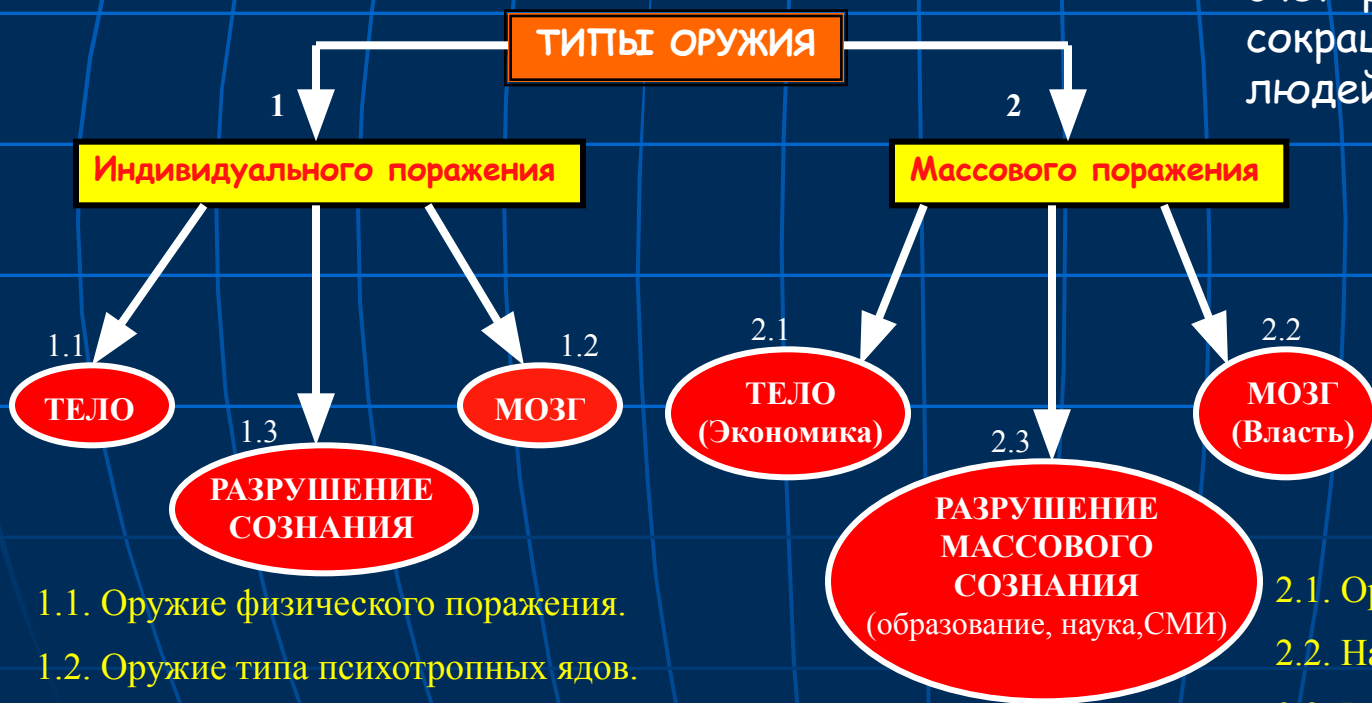 ТИПЫ ОРУЖИЯ
сокращ
людей
1
2
Индивидуального поражения
Массового поражения
1.1
ТЕЛО
1.2
МОЗГ
1.3
РАЗРУШЕНИЕ
СОЗНАНИЯ
2.1
ТЕЛО
(Экономика)
2.2
МОЗГ
(Власть)
2.3
РАЗРУШЕНИЕ
МАССОВОГО
СОЗНАНИЯ
(образование, наука,СМИ)
1.1. Оружие физического поражения.
1.2. Оружие типа психотропных ядов.
2.1. Ор
2.2. На